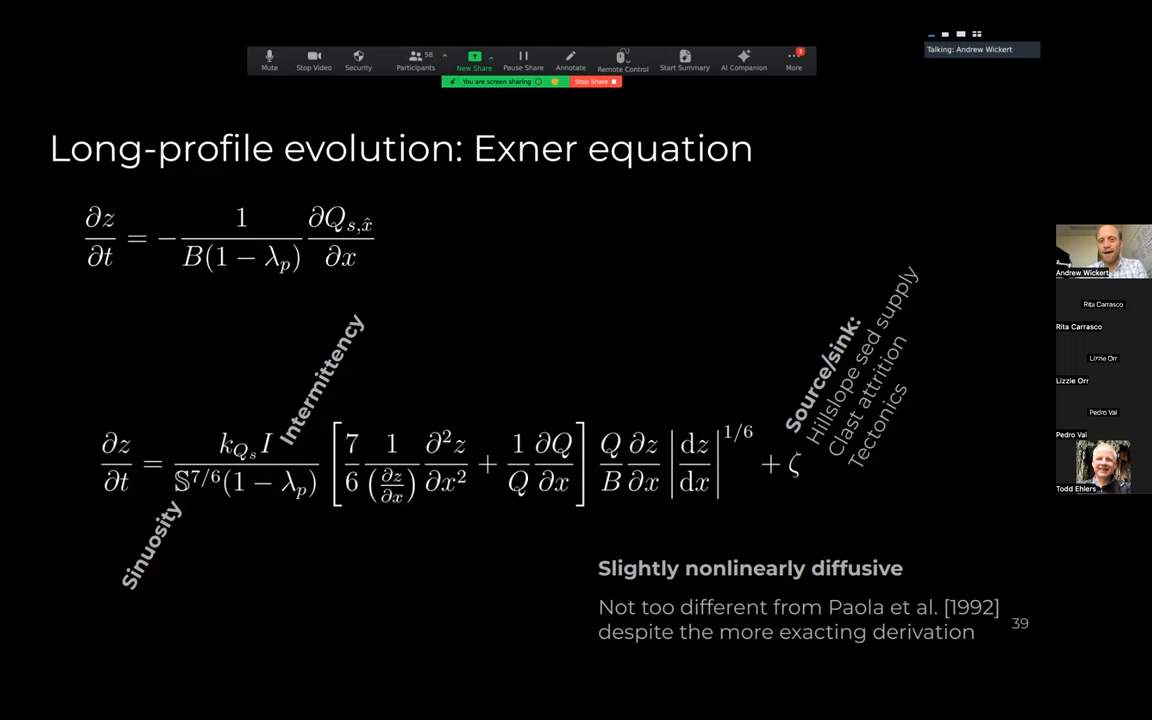 Talking: Andrew Wickert
58
1
Mute
Stop Video
Security
Participants
New Share
Pause Share
Annotate
Remote Control
Start Summary
AI Companion
More
You are screen sharing
Stop Share
Long-profile evolution: Exner equation
∂z/∂t = − 1/(B(1 − λₚ)) ∂Q_{s,x̂}/∂x
Intermittency
Source/sink:
Hillslope sed supply
Clast attrition
Tectonics
∂z/∂t = k_{Q_s} I / (𝕊^{7/6}(1 − λₚ)) [ 7/6 1/(∂z/∂x) ∂²z/∂x² + 1/Q ∂Q/∂x ] Q/B ∂z/∂x |dz/dx|^{1/6} + ζ
Sinuosity
Slightly nonlinearly diffusive
Not too different from Paola et al. [1992]
despite the more exacting derivation
39
Andrew Wickert
Rita Carrasco
Rita Carrasco
Lizzie Orr
Lizzie Orr
Pedro Val
Pedro Val
Todd Ehlers